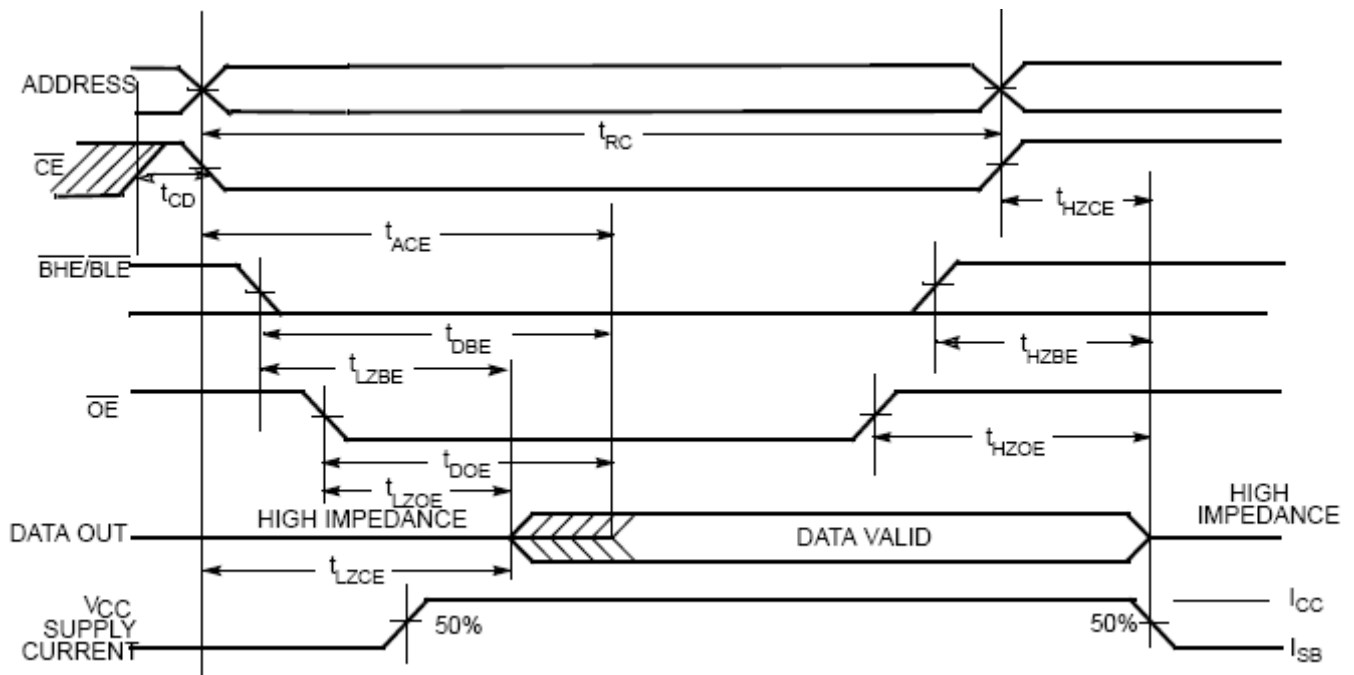 ADDRESS
tRC
CE
tCD
tHZCE
tACE
BHE/BLE
tDBE
tHZBE
tLZBE
OE
tHZOE
tDOE
tLZOE
HIGH IMPEDANCE
HIGH
IMPEDANCE
DATA OUT
DATA VALID
tLZCE
VCC
SUPPLY
CURRENT
50%
50%
ICC
ISB